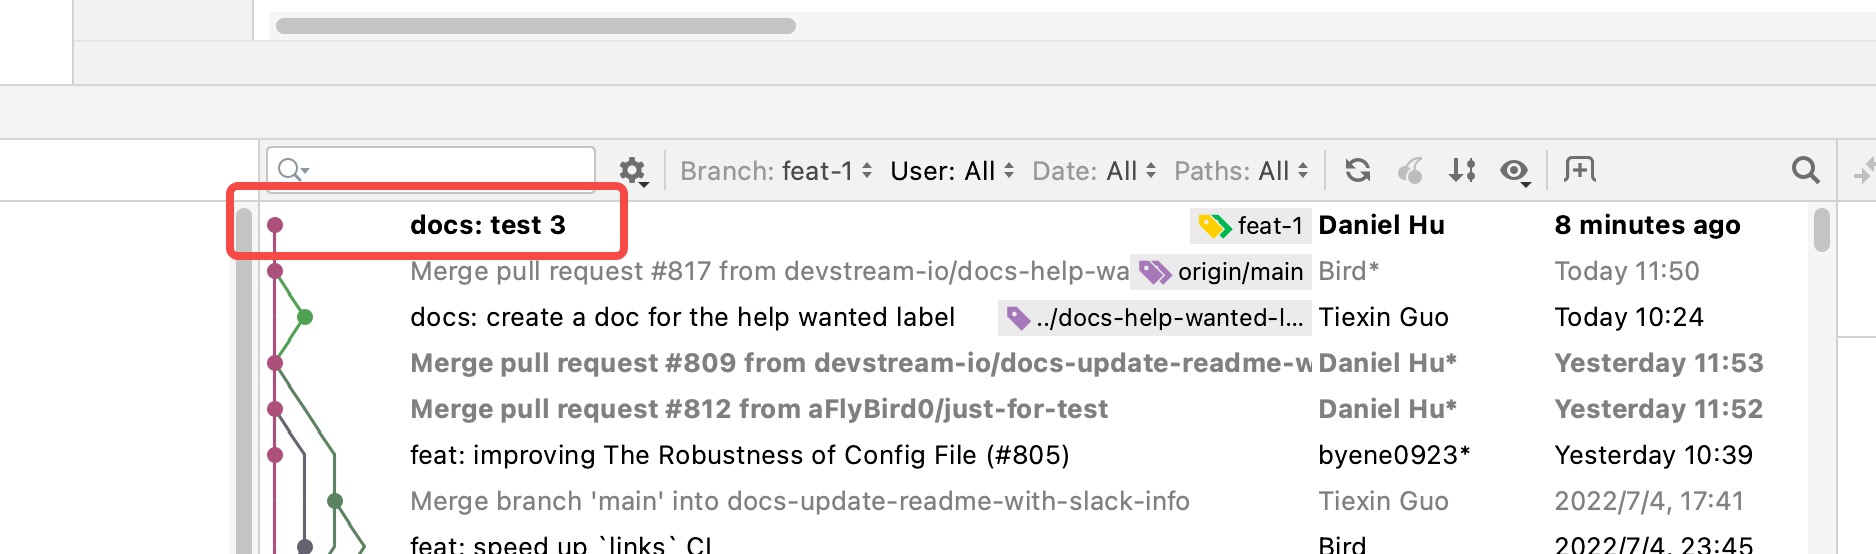 Branch: feat-1 User: All Date: All Paths: All
docs: test 3 feat-1 Daniel Hu 8 minutes ago
Merge pull request #817 from devstream-io/docs-help-wa origin/main Bird* Today 11:50
docs: create a doc for the help wanted label ../docs-help-wanted-l... Tiexin Guo Today 10:24
Merge pull request #809 from devstream-io/docs-update-readme-w Daniel Hu* Yesterday 11:53
Merge pull request #812 from aFlyBird0/just-for-test Daniel Hu* Yesterday 11:52
feat: improving The Robustness of Config File (#805) byene0923* Yesterday 10:39
Merge branch 'main' into docs-update-readme-with-slack-info Tiexin Guo 2022/7/4, 17:41
feat: speed up `links` CI Bird 2022/7/4, 23:45